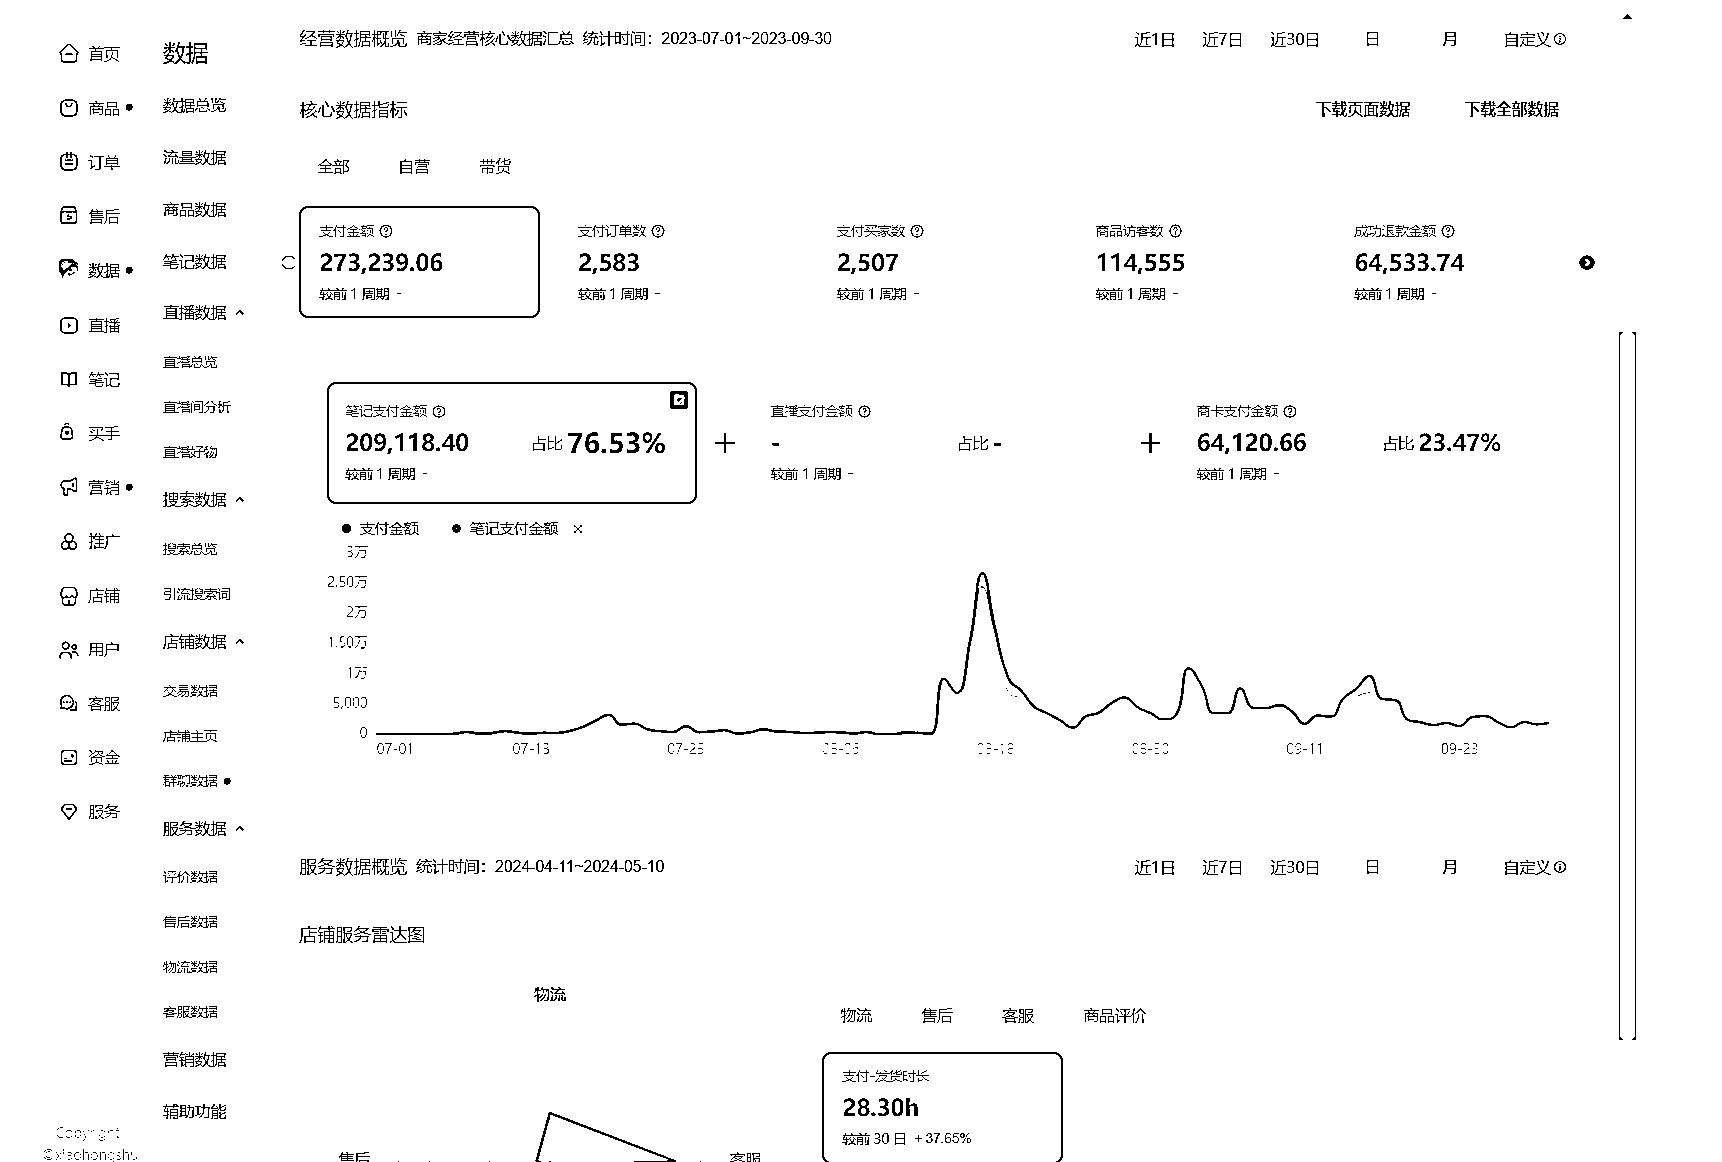 首页
商品
订单
售后
数据
直播
笔记
买手
营销
推广
店铺
用户
客服
资金
服务
Copyright
©xiaohongshu
数据
数据总览
流量数据
商品数据
笔记数据
直播数据
直播总览
直播间分析
直播好物
搜索数据
搜索总览
引流搜索词
店铺数据
交易数据
店铺主页
群聊数据
服务数据
评价数据
售后数据
物流数据
客服数据
营销数据
辅助功能
经营数据概览 商家经营核心数据汇总 统计时间：2023-07-01~2023-09-30
近1日 近7日 近30日 日 月 自定义
核心数据指标
下载页面数据 下载全部数据
全部 自营 带货
支付金额 支付订单数 支付买家数 商品访客数 成功退款金额
273,239.06 2,583 2,507 114,555 64,533.74
较前 1 周期 - 较前 1 周期 - 较前 1 周期 - 较前 1 周期 - 较前 1 周期 -
笔记支付金额 直播支付金额 商卡支付金额
209,118.40 占比 76.53% + - 占比 - + 64,120.66 占比 23.47%
较前 1 周期 - 较前 1 周期 - 较前 1 周期 -
支付金额 笔记支付金额 ×
3万
2.50万
2万
1.50万
1万
5,000
0
07-01 07-25 09-11
服务数据概览 统计时间：2024-04-11~2024-05-10
近1日 近7日 近30日 日 月 自定义
店铺服务雷达图
物流
售后 客服
物流 售后 客服 商品评价
支付-发货时长
28.30h
较前 30 日 +37.65%